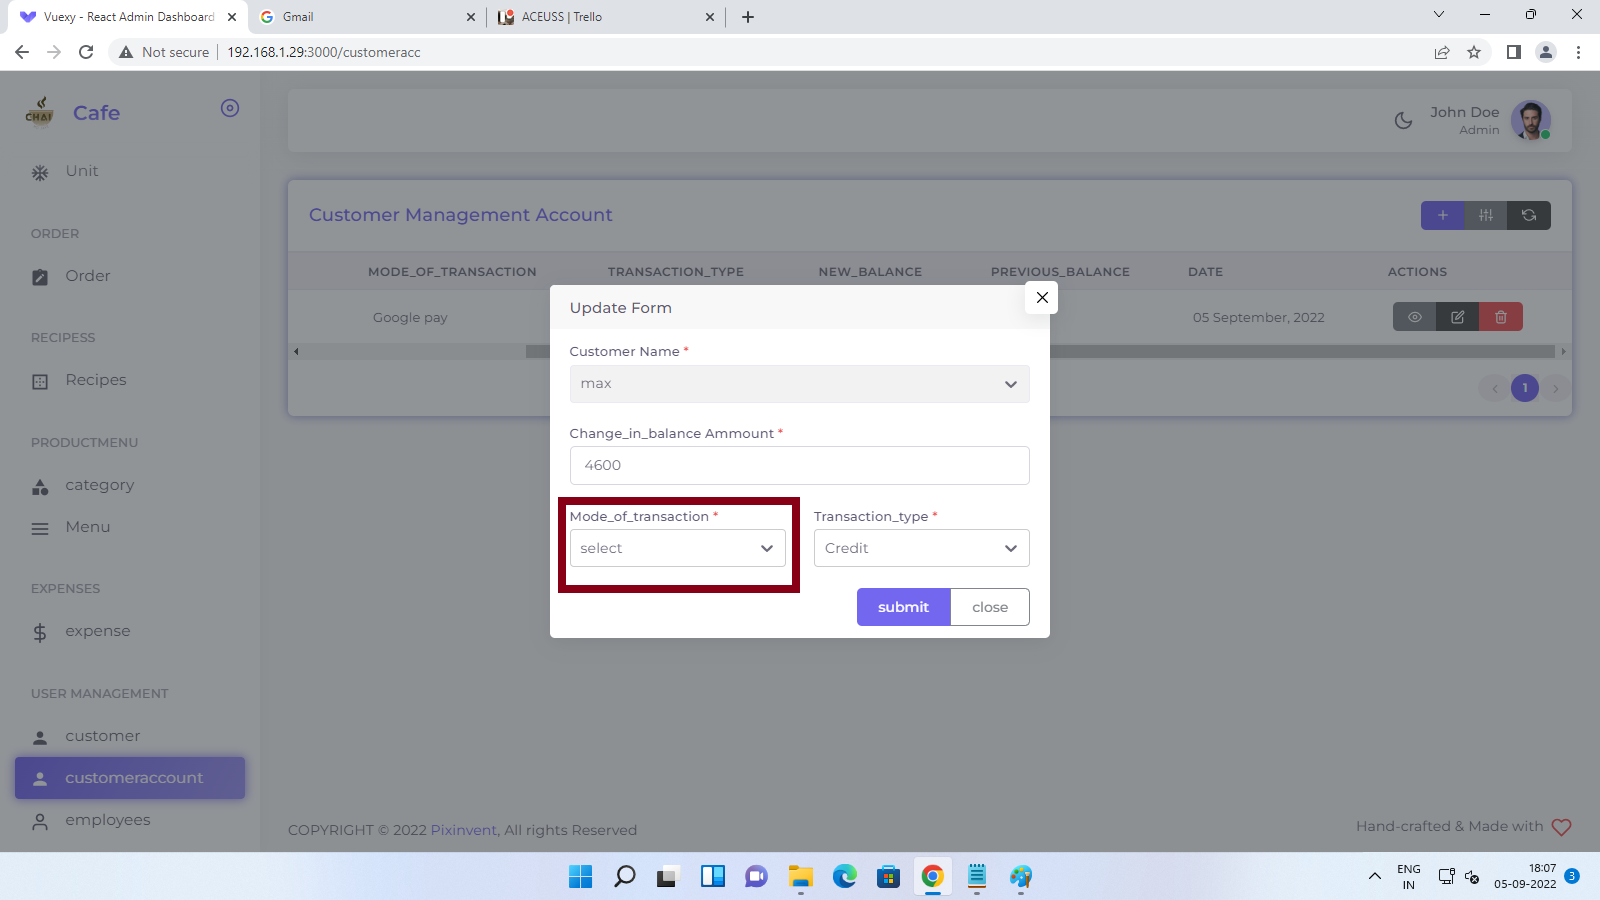 Vuexy - React Admin Dashboard
Gmail
ACEUSS | Trello
Not secure
192.168.1.29:3000/customeracc
CHAI
Cafe
John Doe
Admin
Unit
ORDER
Order
RECIPESS
Recipes
PRODUCTMENU
category
Menu
EXPENSES
expense
USER MANAGEMENT
customer
customeraccount
employees
Customer Management Account
MODE_OF_TRANSACTION TRANSACTION_TYPE NEW_BALANCE PREVIOUS_BALANCE DATE ACTIONS
Google pay 05 September, 2022
1
Update Form
Customer Name *
max
Change_in_balance Ammount *
4600
Mode_of_transaction * Transaction_type *
select Credit
submit close
COPYRIGHT © 2022 Pixinvent, All rights Reserved
Hand-crafted & Made with
ENG
IN
18:07
05-09-2022
3